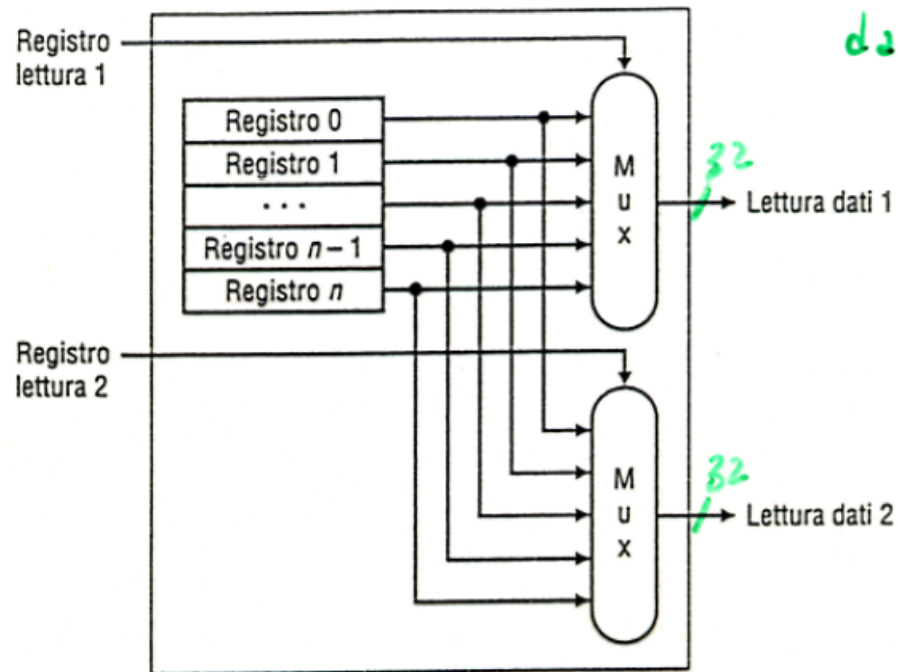 Registro
lettura 1
da
Registro 0
Registro 1
...
Registro n – 1
Registro n
M
u
x
32
Lettura dati 1
Registro
lettura 2
M
u
x
32
Lettura dati 2